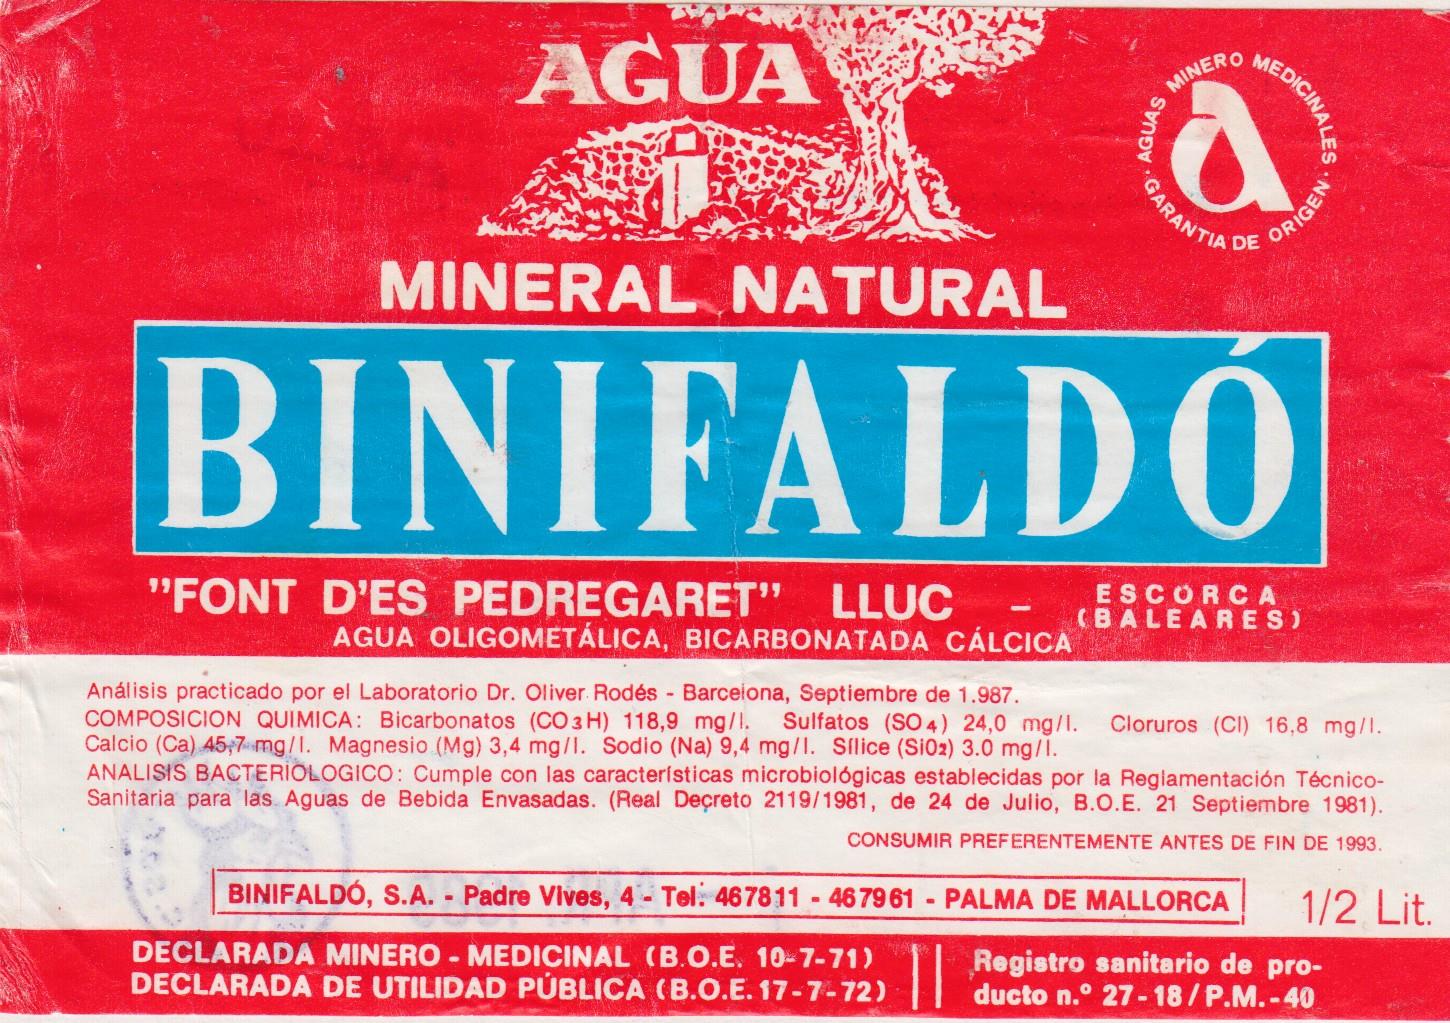 AGUA
AGUAS MINERO MEDICINALES · GARANTIA DE ORIGEN ·
MINERAL NATURAL
BINIFALDÓ
"FONT D'ES PEDREGARET" LLUC - ESCORCA
(BALEARES)
AGUA OLIGOMETÁLICA, BICARBONATADA CÁLCICA
Análisis practicado por el Laboratorio Dr. Oliver Rodés - Barcelona, Septiembre de 1.987.
COMPOSICION QUIMICA: Bicarbonatos (CO₃H) 118,9 mg/l. Sulfatos (SO₄) 24,0 mg/l. Cloruros (Cl) 16,8 mg/l.
Calcio (Ca) 45,7 mg/l. Magnesio (Mg) 3,4 mg/l. Sodio (Na) 9,4 mg/l. Sílice (SiO₂) 3.0 mg/l.
ANALISIS BACTERIOLOGICO: Cumple con las características microbiológicas establecidas por la Reglamentación Técnico-
Sanitaria para las Aguas de Bebida Envasadas. (Real Decreto 2119/1981, de 24 de Julio, B.O.E. 21 Septiembre 1981).
CONSUMIR PREFERENTEMENTE ANTES DE FIN DE 1993.
BINIFALDÓ, S.A. - Padre Vives, 4 - Tel: 467811 - 467961 - PALMA DE MALLORCA
1/2 Lit.
DECLARADA MINERO - MEDICINAL (B.O.E. 10-7-71)
DECLARADA DE UTILIDAD PÚBLICA (B.O.E. 17-7-72)
Registro sanitario de pro-
ducto n.º 27-18/P.M.-40